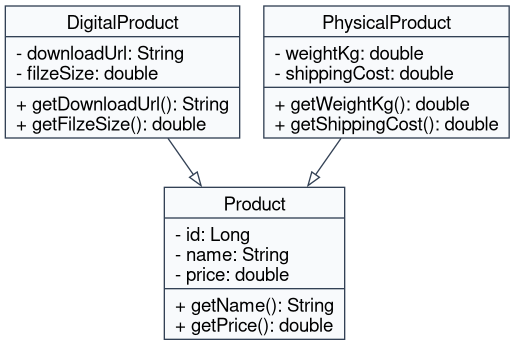 DigitalProduct
- downloadUrl: String
- filzeSize: double
+ getDownloadUrl(): String
+ getFilzeSize(): double
PhysicalProduct
- weightKg: double
- shippingCost: double
+ getWeightKg(): double
+ getShippingCost(): double
Product
- id: Long
- name: String
- price: double
+ getName(): String
+ getPrice(): double